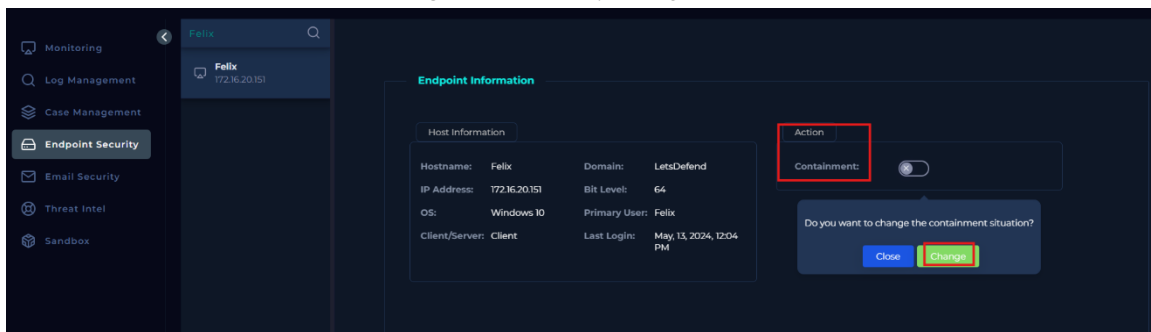 Monitoring
Log Management
Case Management
Endpoint Security
Email Security
Threat Intel
Sandbox
Felix
Felix
172.16.20.151
Endpoint Information
Host Information
Hostname: Felix Domain: LetsDefend
IP Address: 172.16.20.151 Bit Level: 64
OS: Windows 10 Primary User: Felix
Client/Server: Client Last Login: May, 13, 2024, 12:04
PM
Action
Containment:
Do you want to change the containment situation?
Close Change